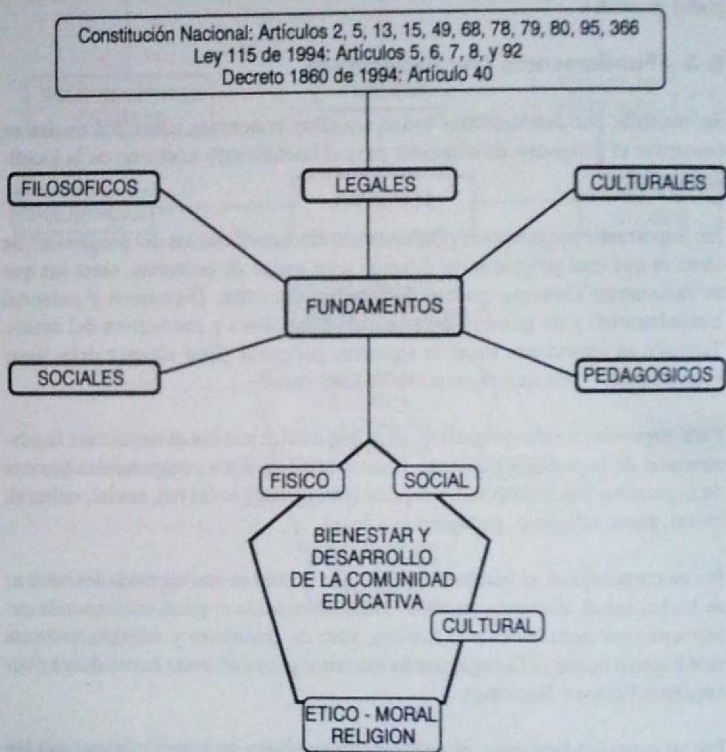 Constitución Nacional: Artículos 2, 5, 13, 15, 49, 68, 78, 79, 80, 95, 366
Ley 115 de 1994: Artículos 5, 6, 7, 8, y 92
Decreto 1860 de 1994: Artículo 40
FILOSOFICOS
LEGALES
CULTURALES
FUNDAMENTOS
SOCIALES
PEDAGOGICOS
FISICO
SOCIAL
BIENESTAR Y
DESARROLLO
DE LA COMUNIDAD
EDUCATIVA
CULTURAL
ETICO - MORAL
RELIGION